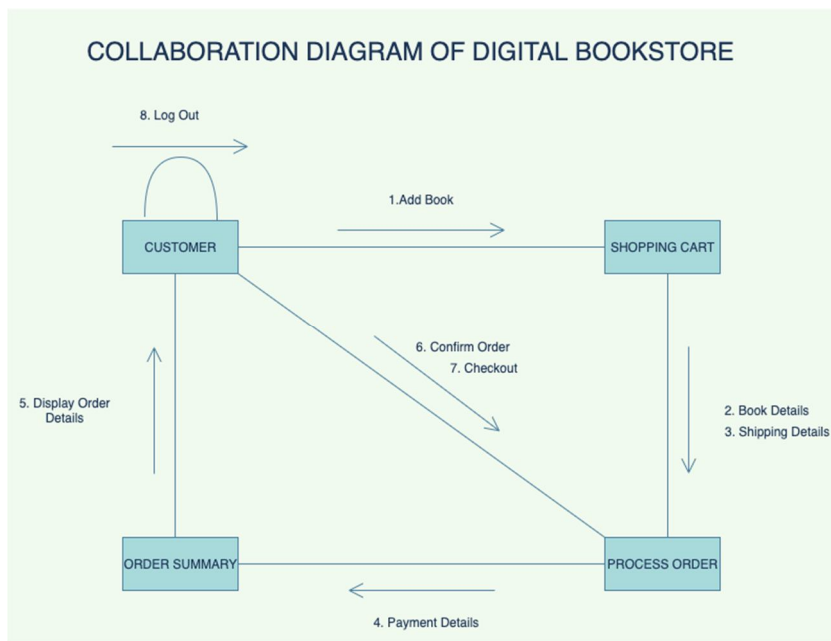 COLLABORATION DIAGRAM OF DIGITAL BOOKSTORE
8. Log Out
1.Add Book
CUSTOMER
SHOPPING CART
6. Confirm Order
7. Checkout
5. Display Order
Details
2. Book Details
3. Shipping Details
ORDER SUMMARY
PROCESS ORDER
4. Payment Details